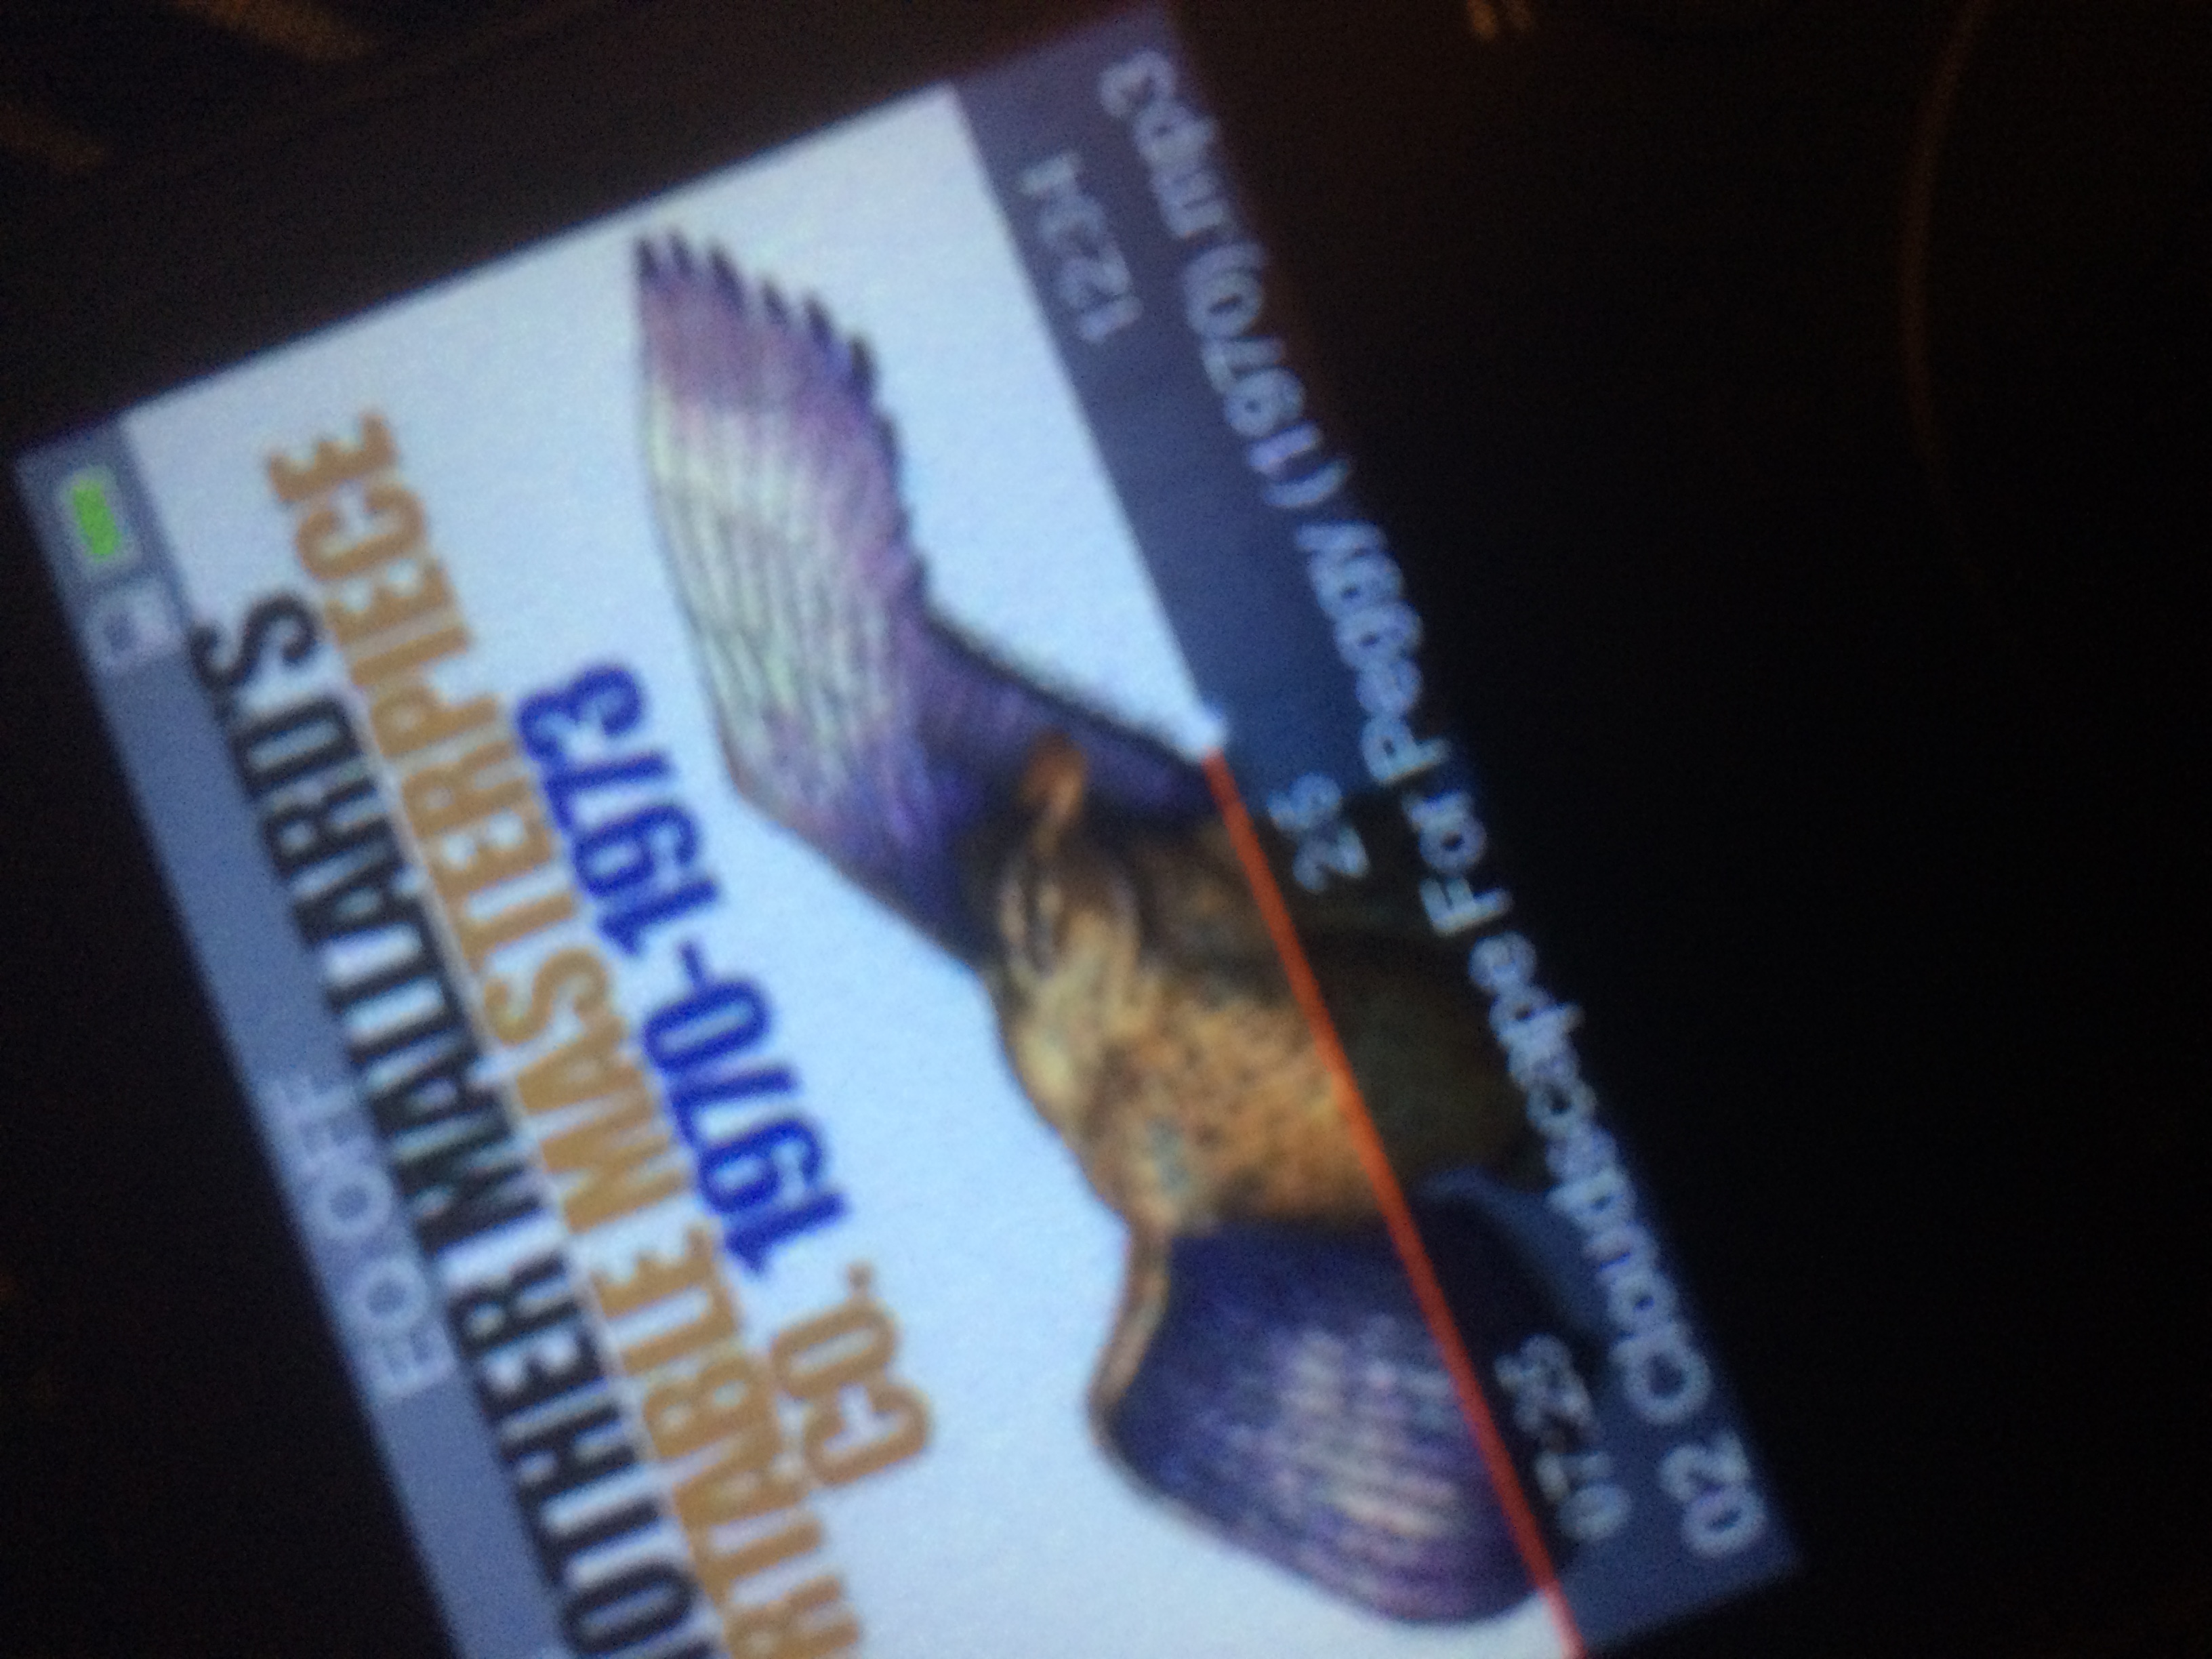 EQ OFF
OTHER MALLARD'S
RTABLE MASTERPIECE
CO. 1970-1973
07:25 2/5 12:34
02 Cloudscape For Peggy (1970).mp3